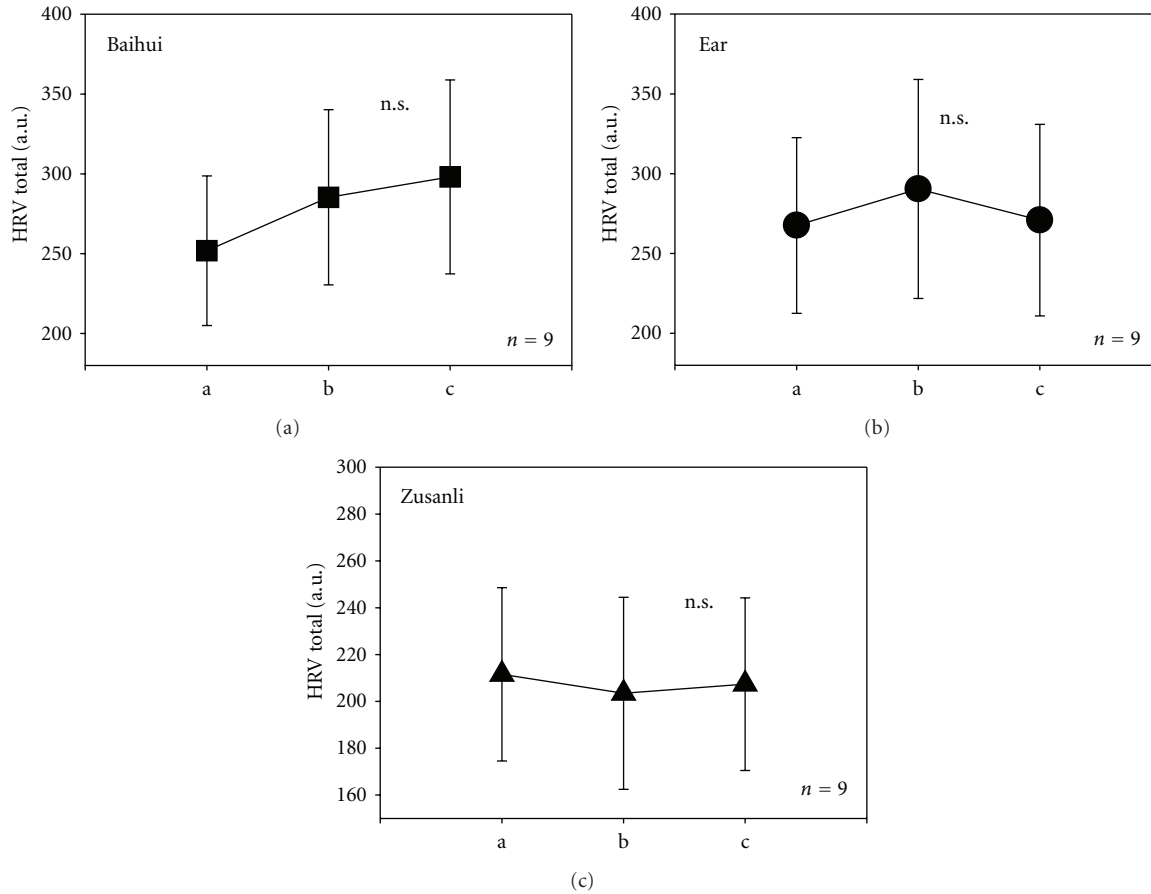 Baihui
HRV total (a.u.)
400
350
300
250
200
n.s.
n = 9
a b c
(a)
Ear
HRV total (a.u.)
400
350
300
250
200
n.s.
n = 9
a b c
(b)
Zusanli
HRV total (a.u.)
300
280
260
240
220
200
180
160
n.s.
n = 9
a b c
(c)